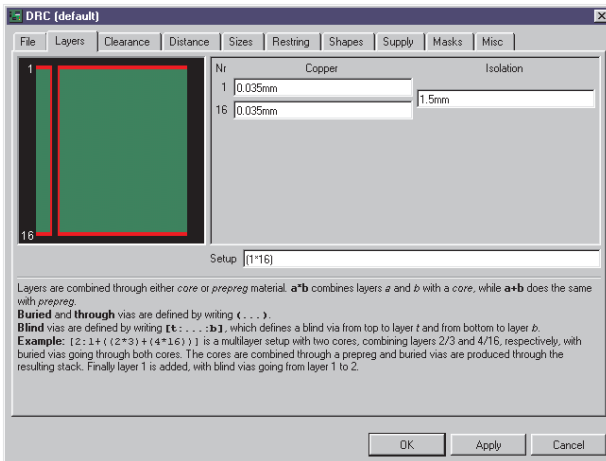 DRC (default)
File Layers Clearance Distance Sizes Restring Shapes Supply Masks Misc
1
16
Nr Copper Isolation
1 0.035mm
1.5mm
16 0.035mm
Setup (1*16)
Layers are combined through either core or prepreg material. a*b combines layers a and b with a core, while a+b does the same
with prepreg.
Buried and through vias are defined by writing (...).
Blind vias are defined by writing [t:...:b], which defines a blind via from top to layer t and from bottom to layer b.
Example: [2:1+((2*3)+(4*16))] is a multilayer setup with two cores, combining layers 2/3 and 4/16, respectively, with
buried vias going through both cores. The cores are combined through a prepreg and buried vias are produced through the
resulting stack. Finally layer 1 is added, with blind vias going from layer 1 to 2.
OK Apply Cancel